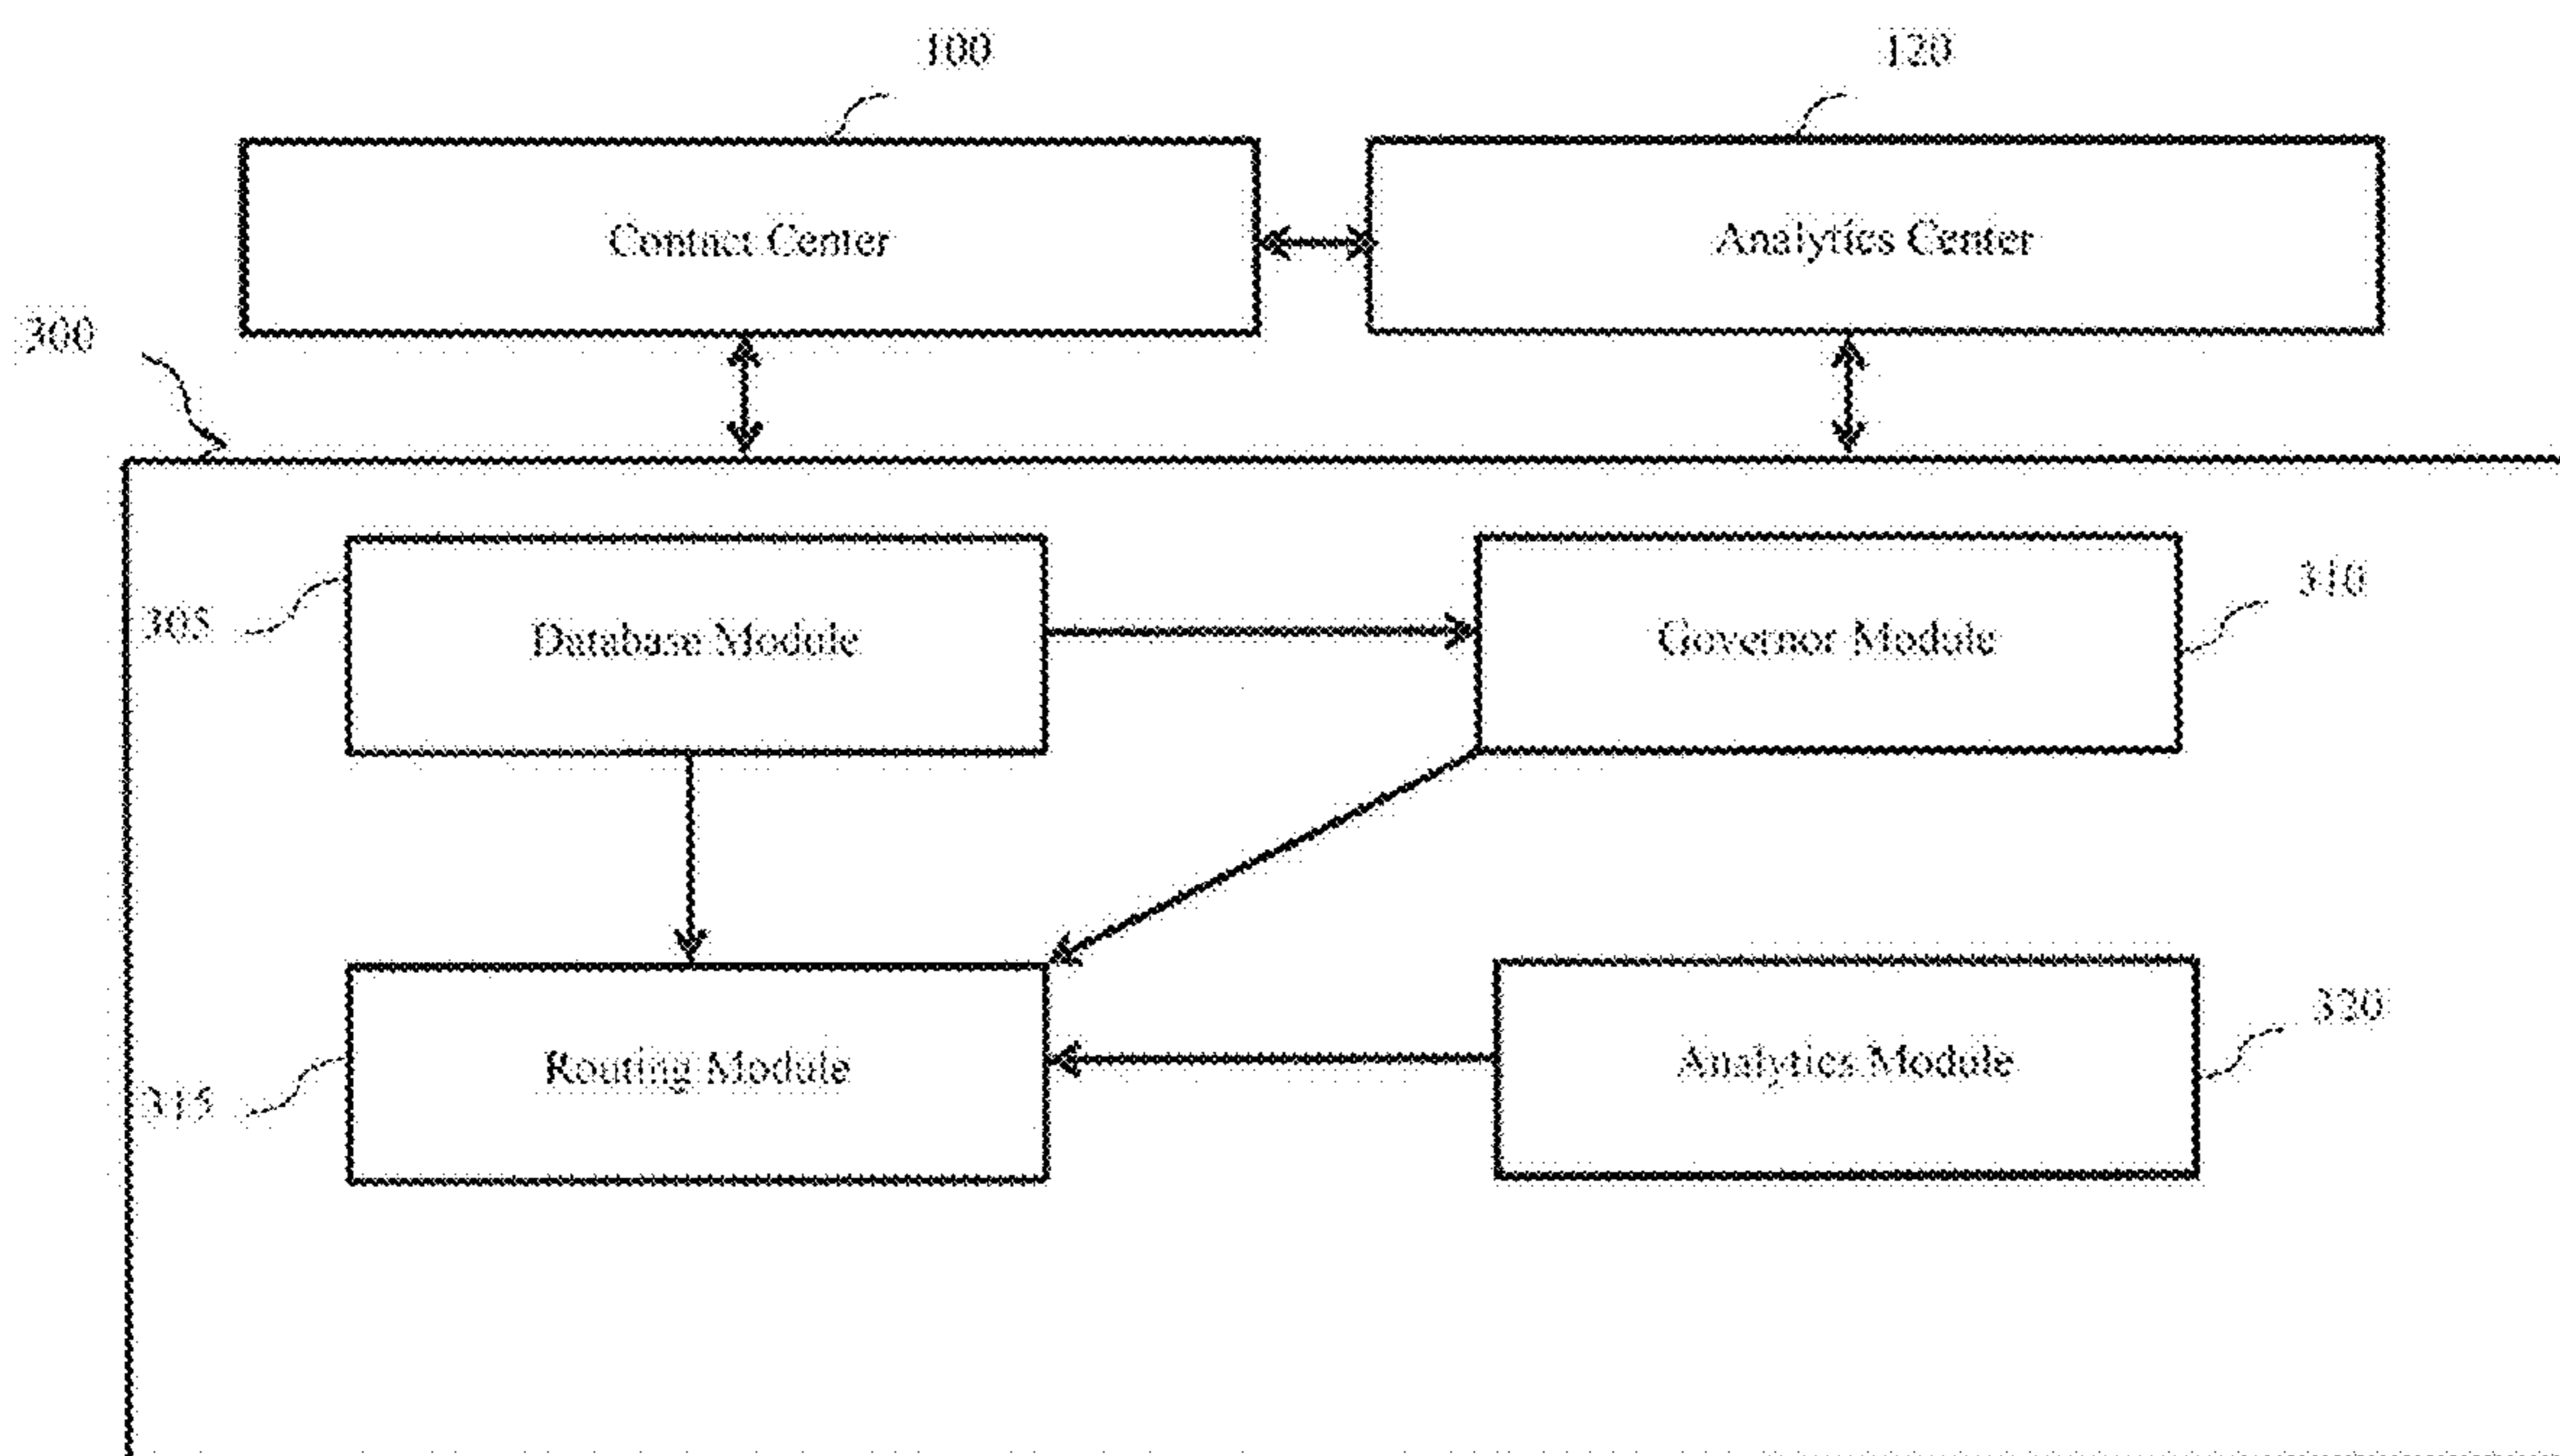 100
120
Contact Center
Analytics Center
300
305
Database Module
Governor Module
310
315
Routing Module
Analytics Module
320